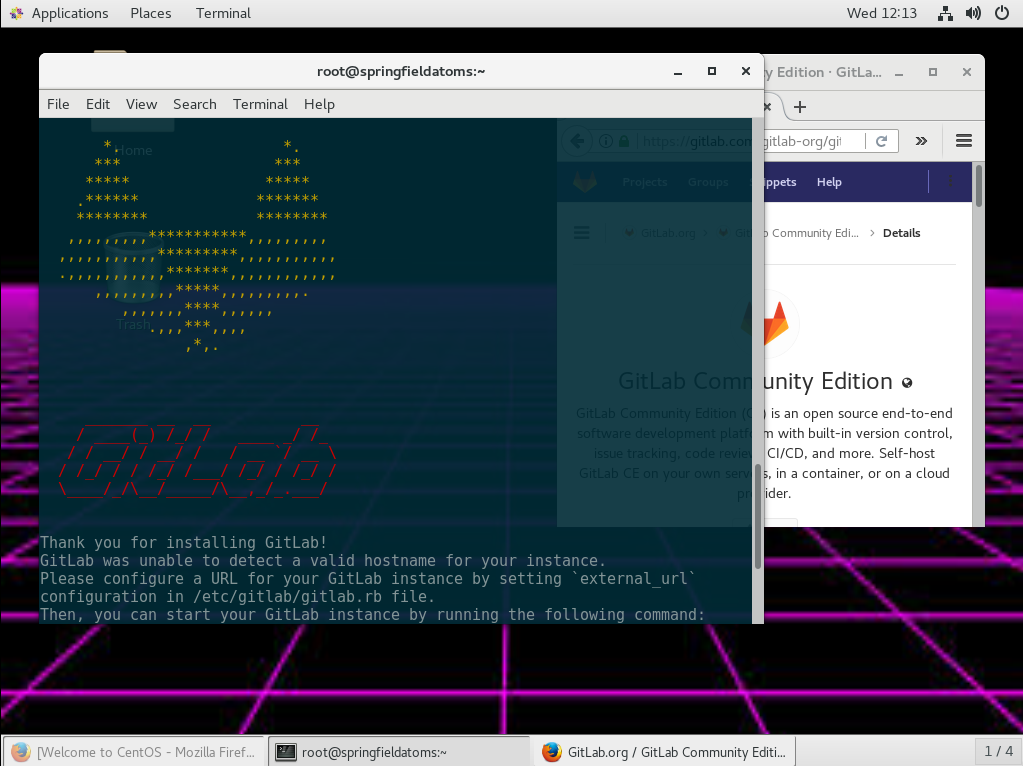 Applications Places Terminal Wed 12:13
root@springfieldatoms:~
y Edition · GitLa...
File Edit View Search Terminal Help
https://gitlab.com gitlab-org/git
Home
Projects Groups Snippets Help
GitLab.org Community Edi... Details
Trash
GitLab Community Edition
GitLab Community Edition (CE) is an open source end-to-end
software development platform with built-in version control,
issue tracking, code review, CI/CD, and more. Self-host
GitLab CE on your own servers, in a container, or on a cloud
provider.
GitLab
Thank you for installing GitLab!
GitLab was unable to detect a valid hostname for your instance.
Please configure a URL for your GitLab instance by setting `external_url`
configuration in /etc/gitlab/gitlab.rb file.
Then, you can start your GitLab instance by running the following command:
[Welcome to CentOS - Mozilla Firef... root@springfieldatoms:~ GitLab.org / GitLab Community Editi... 1 / 4